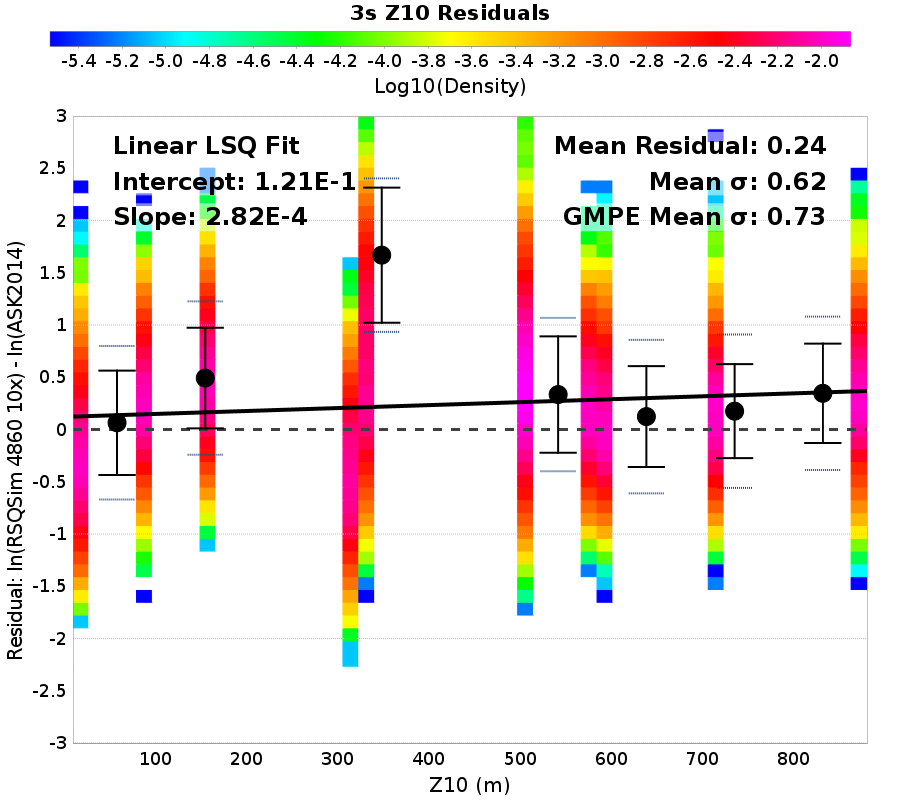 3s Z10 Residuals
-5.4 -5.2 -5.0 -4.8 -4.6 -4.4 -4.2 -4.0 -3.8 -3.6 -3.4 -3.2 -3.0 -2.8 -2.6 -2.4 -2.2 -2.0
Log10(Density)
Linear LSQ Fit
Intercept: 1.21E-1
Slope: 2.82E-4
Mean Residual: 0.24
Mean σ: 0.62
GMPE Mean σ: 0.73
Residual: ln(RSQSim 4860 10x) - ln(ASK2014)
3
2.5
2
1.5
1
0.5
0
-0.5
-1
-1.5
-2
-2.5
-3
100 200 300 400 500 600 700 800
Z10 (m)